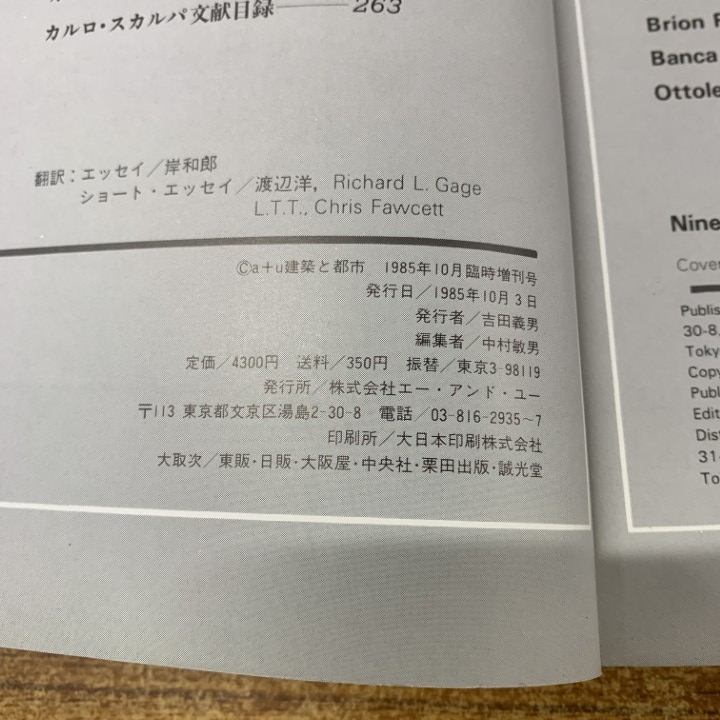 カルロ・スカルパ文献目録——263
翻訳：エッセイ／岸和郎
ショート・エッセイ／渡辺洋, Richard L. Gage
L.T.T., Chris Fawcett
©a+u建築と都市 1985年10月臨時増刊号
発行日／1985年10月3日
発行者／吉田義男
編集者／中村敏男
定価／4300円 送料／350円 振替／東京3-98119
発行所／株式会社エー・アンド・ユー
〒113 東京都文京区湯島2-30-8 電話／03-816-2935〜7
印刷所／大日本印刷株式会社
大取次／東販・日販・大阪屋・中央社・栗田出版・誠光堂
Brion
Banca
Ottole
Nine
Cover
Publis
30-8,
Toky
Copy
Publ
Edit
Dist
31-
To